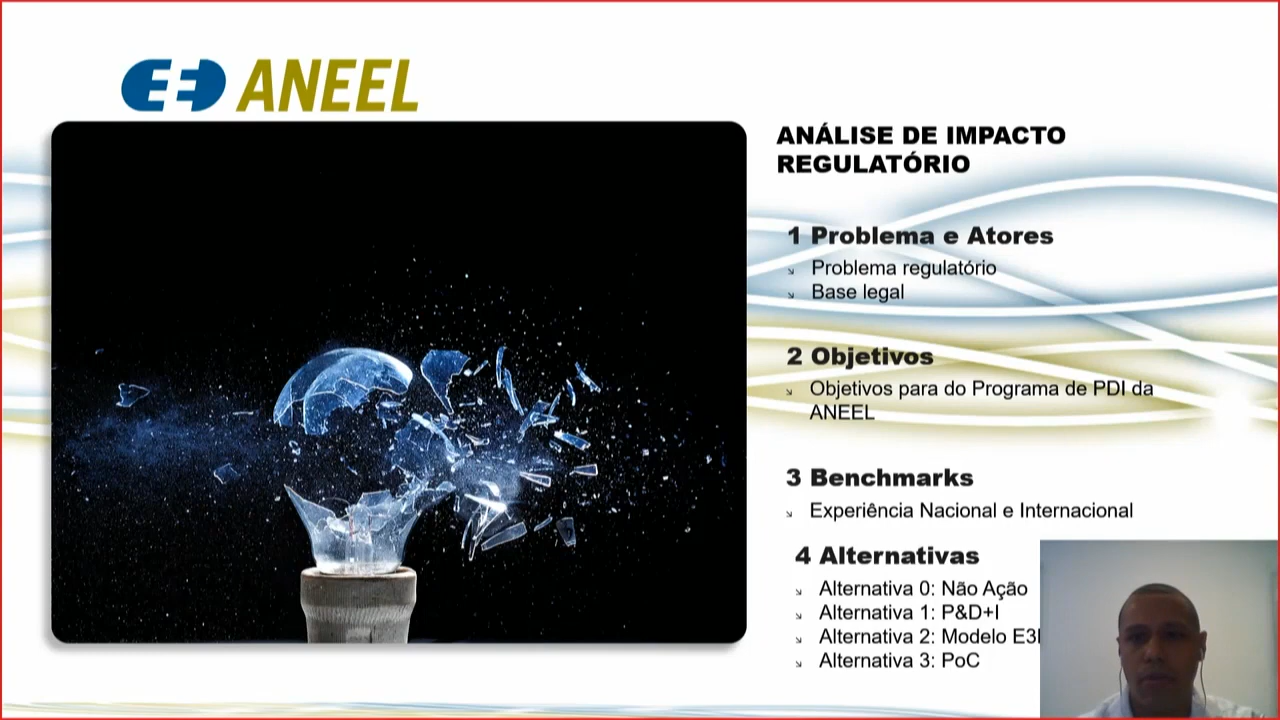 ANEEL
ANÁLISE DE IMPACTO
REGULATÓRIO
1 Problema e Atores
Problema regulatório
Base legal
2 Objetivos
Objetivos para do Programa de PDI da
ANEEL
3 Benchmarks
Experiência Nacional e Internacional
4 Alternativas
Alternativa 0: Não Ação
Alternativa 1: P&D+I
Alternativa 2: Modelo
Alternativa 3: PoC